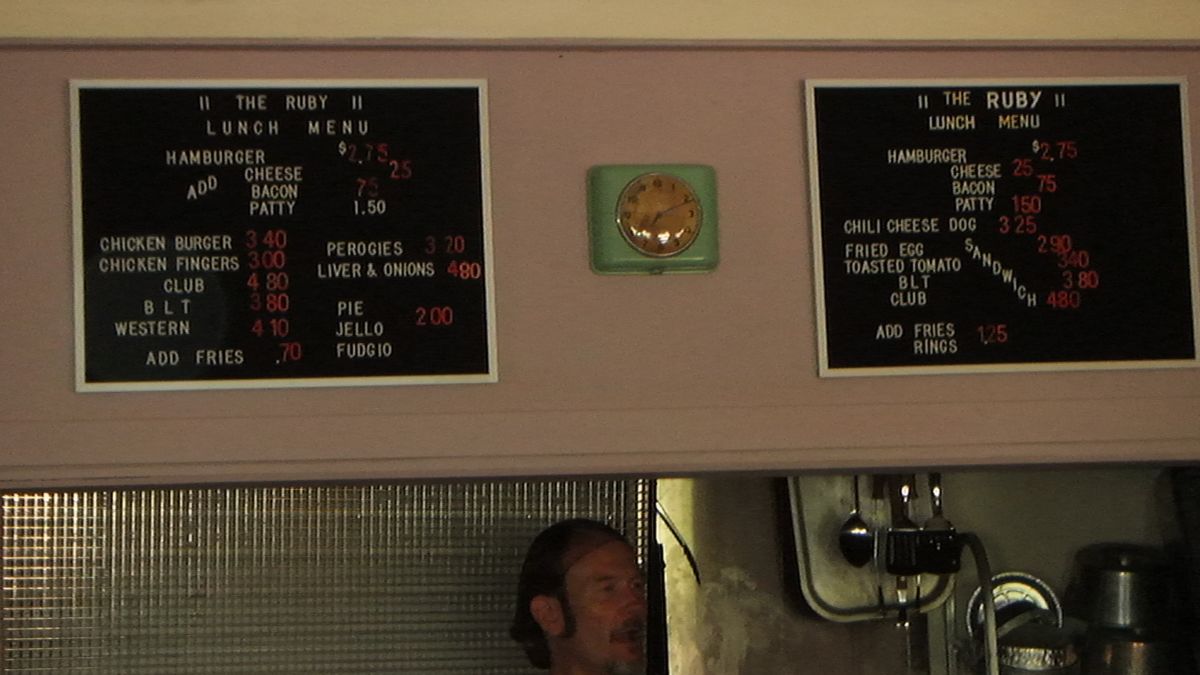 II THE RUBY II
LUNCH MENU
HAMBURGER $2.75
ADD CHEESE 25
BACON 75
PATTY 1.50
CHICKEN BURGER 3 40
CHICKEN FINGERS 3 00
CLUB 4 80
B L T 3 80
WESTERN 4 10
ADD FRIES .70
PEROGIES 3 20
LIVER & ONIONS 4 80
PIE
JELLO 2 00
FUDGIO
II THE RUBY II
LUNCH MENU
HAMBURGER $2.75
CHEESE 25
BACON 75
PATTY 150
CHILI CHEESE DOG 3 25
FRIED EGG 2 90
TOASTED TOMATO 340
BLT 3 80
CLUB 480
SANDWICH
ADD FRIES 1.25
RINGS